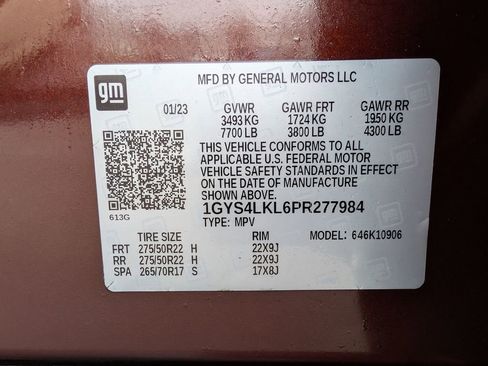 gm
MFD BY GENERAL MOTORS LLC
01/23 GVWR GAWR FRT GAWR RR
3493 KG 1724 KG 1950 KG
7700 LB 3800 LB 4300 LB
THIS VEHICLE CONFORMS TO ALL
APPLICABLE U.S. FEDERAL MOTOR
VEHICLE SAFETY STANDARDS IN EFFECT
ON THE DATE OF MANUFACTURE
SHOWN ABOVE.
613G
1GYS4LKL6PR277984
TYPE: MPV
TIRE SIZE RIM MODEL: 646K10906
FRT 275/50R22 H 22X9J
RR 275/50R22 H 22X9J
SPA 265/70R17 S 17X8J